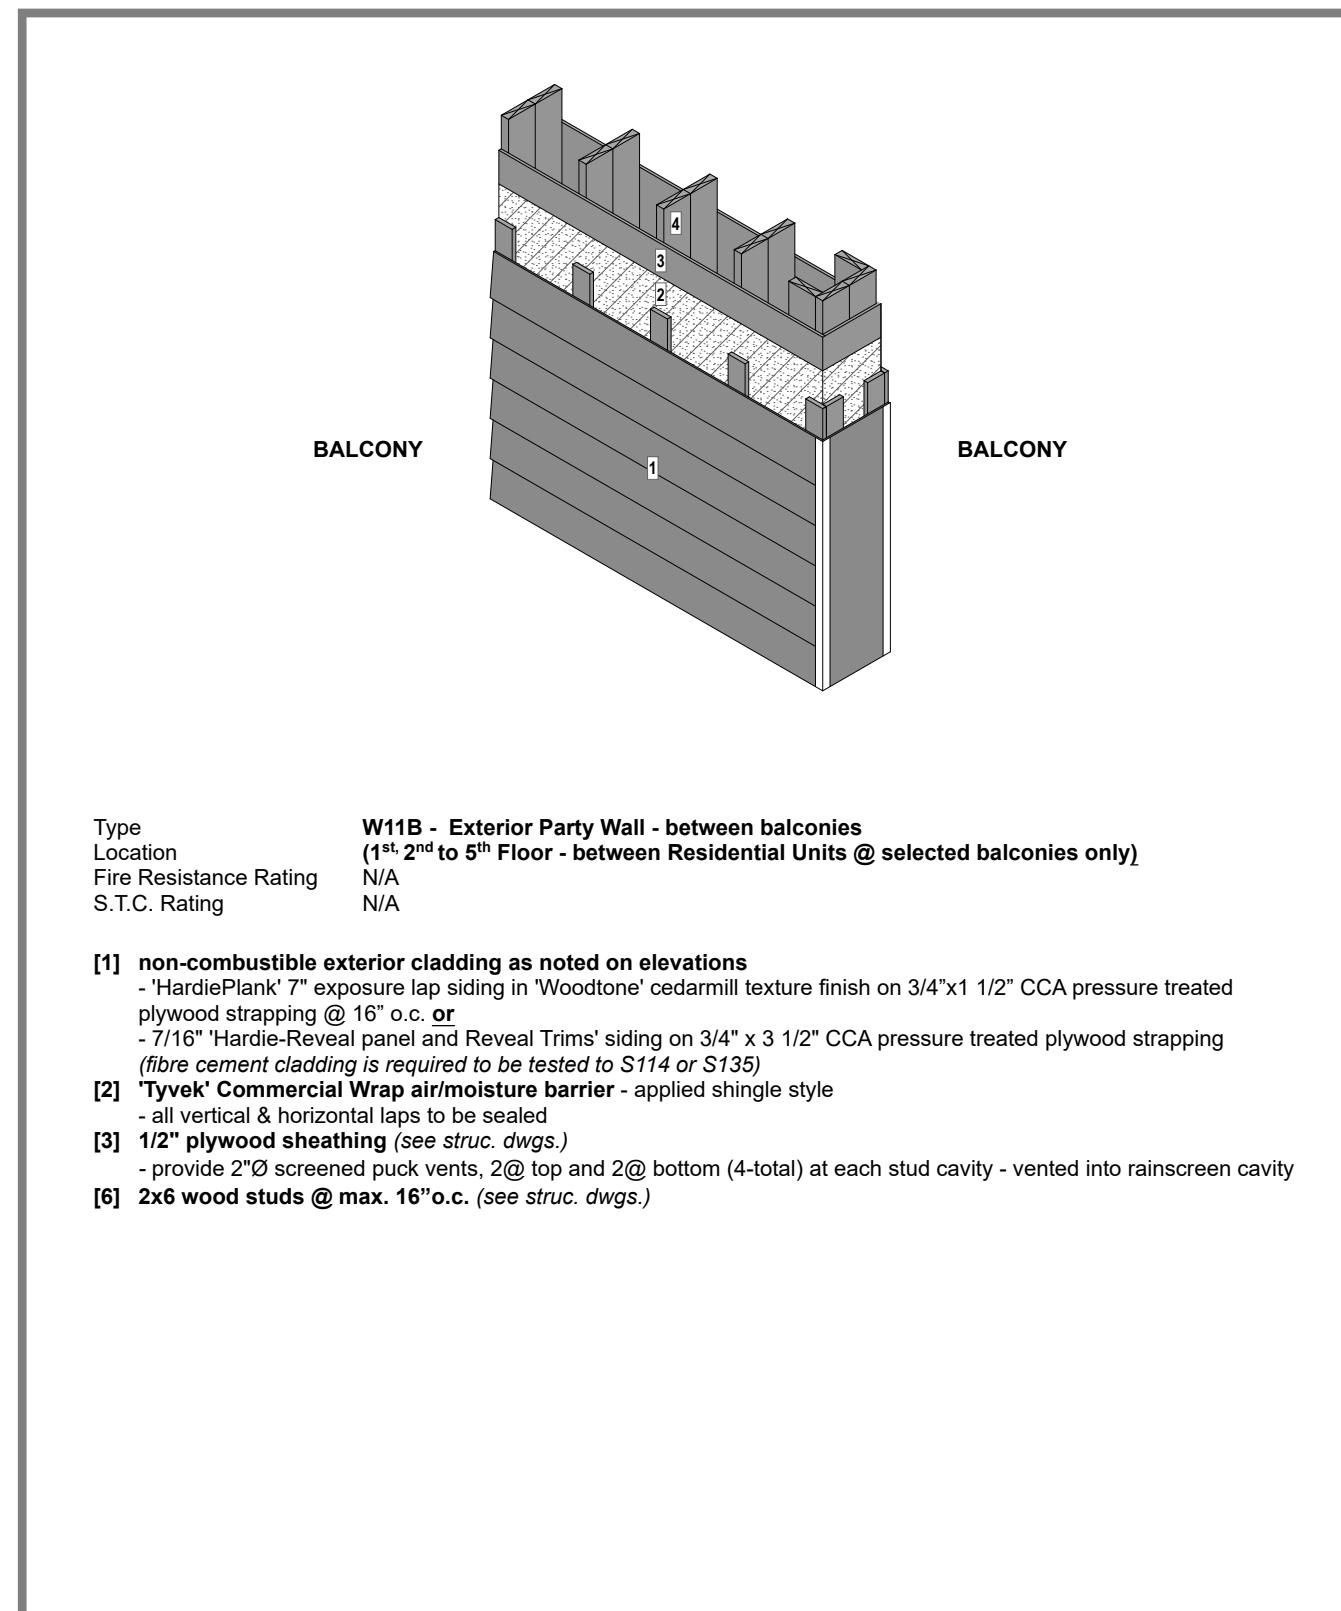 4
3
2
BALCONY
BALCONY
1
Type W11B - Exterior Party Wall - between balconies
Location (1st, 2nd to 5th Floor - between Residential Units @ selected balconies only)
Fire Resistance Rating N/A
S.T.C. Rating N/A
[1] non-combustible exterior cladding as noted on elevations
- 'HardiePlank' 7" exposure lap siding in 'Woodtone' cedarmill texture finish on 3/4”x1 1/2” CCA pressure treated
plywood strapping @ 16” o.c. or
- 7/16" 'Hardie-Reveal panel and Reveal Trims' siding on 3/4" x 3 1/2" CCA pressure treated plywood strapping
(fibre cement cladding is required to be tested to S114 or S135)
[2] 'Tyvek' Commercial Wrap air/moisture barrier - applied shingle style
- all vertical & horizontal laps to be sealed
[3] 1/2" plywood sheathing (see struc. dwgs.)
- provide 2"Ø screened puck vents, 2@ top and 2@ bottom (4-total) at each stud cavity - vented into rainscreen cavity
[6] 2x6 wood studs @ max. 16”o.c. (see struc. dwgs.)